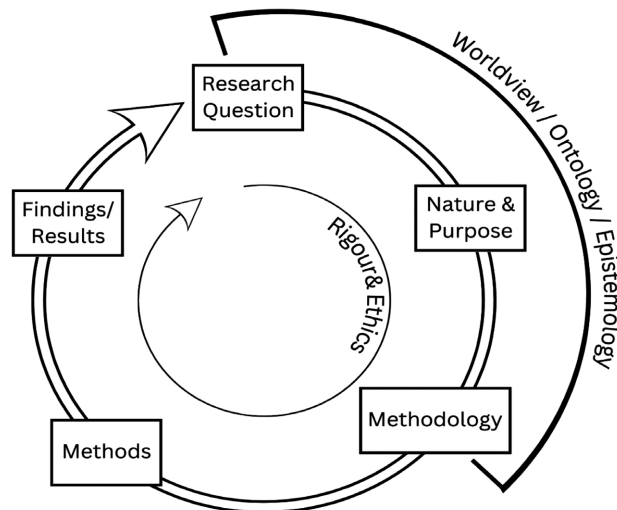 Research
Question
Worldview / Ontology / Epistemology
Nature &
Purpose
Rigour& Ethics
Findings/
Results
Methodology
Methods